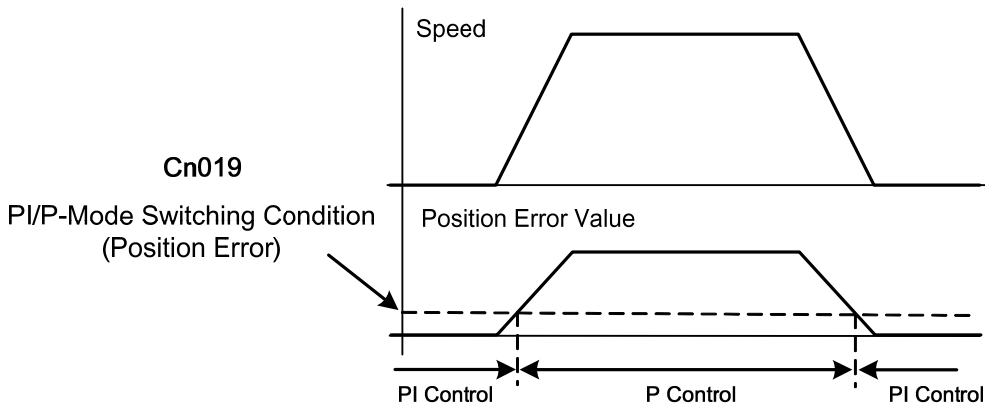 Speed
Cn019
PI/P-Mode Switching Condition
(Position Error)
Position Error Value
PI Control
P Control
PI Control